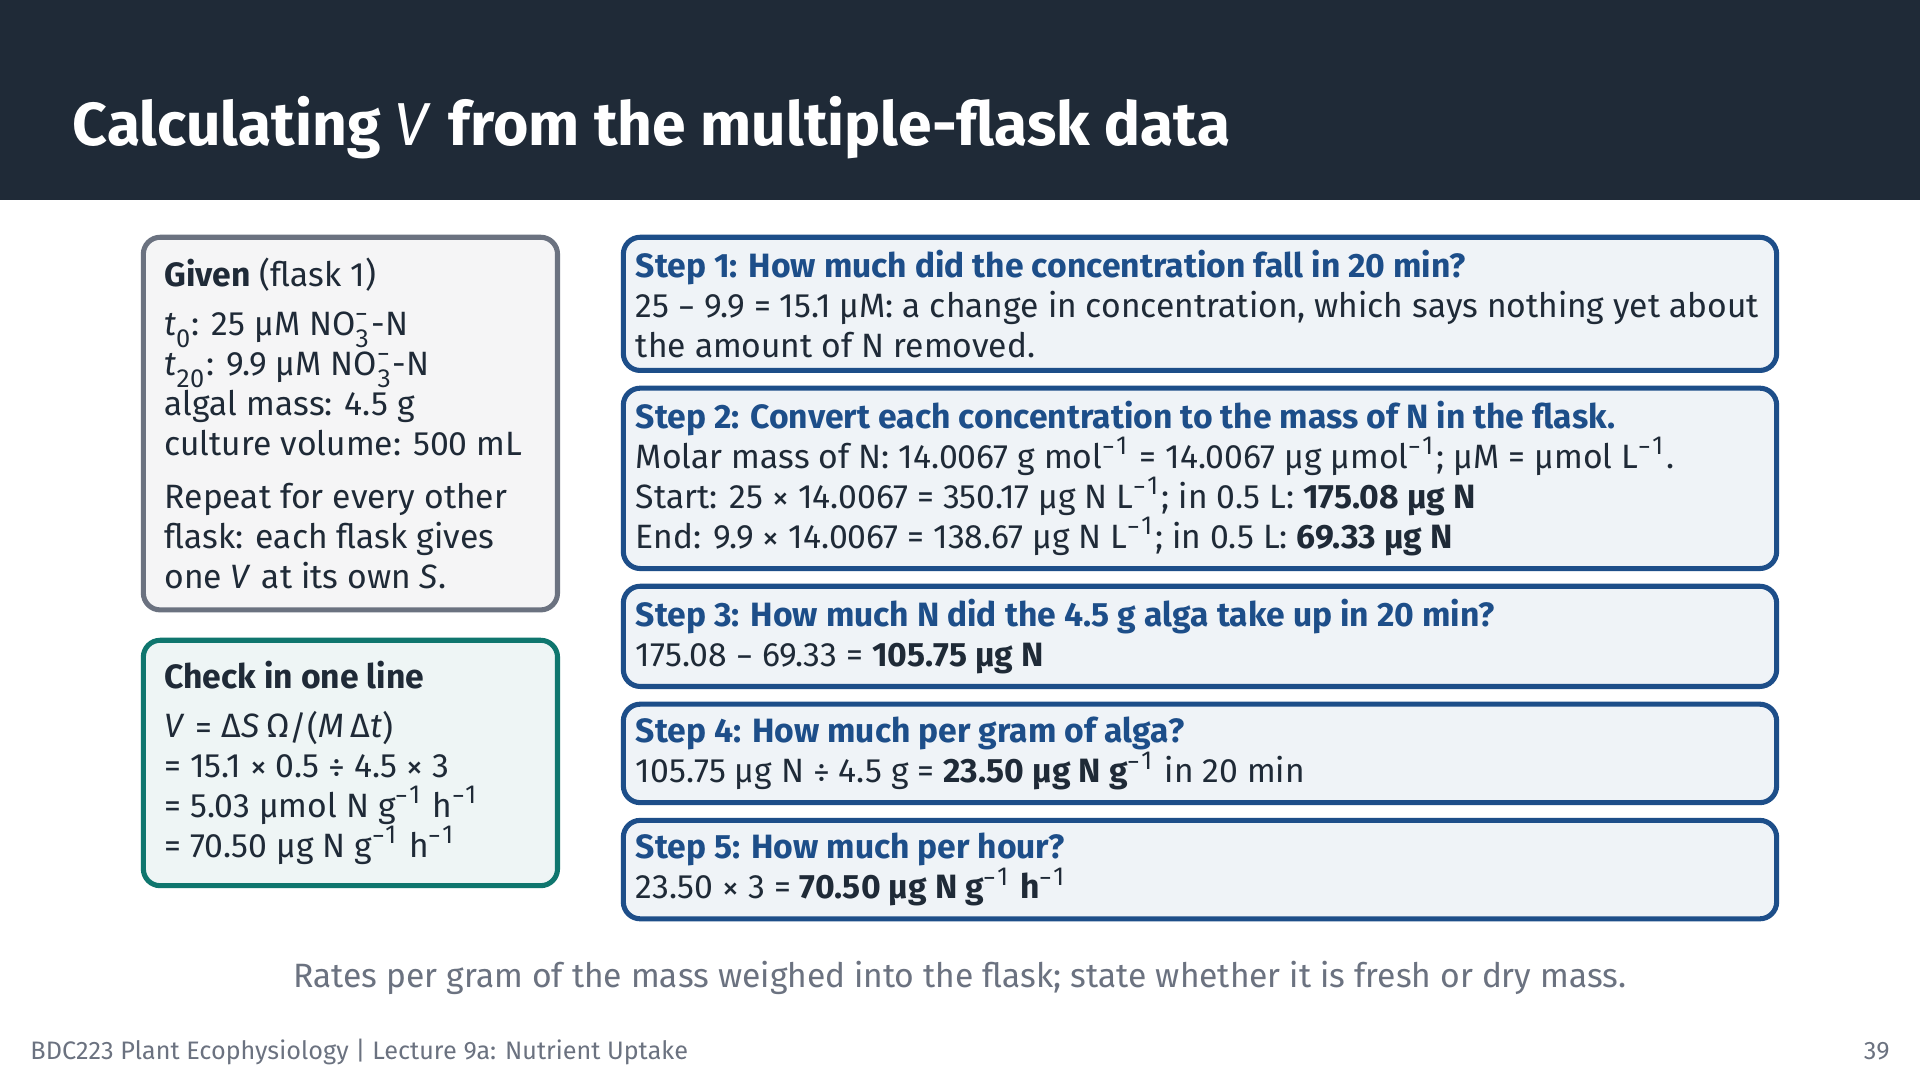 Calculating V from the multiple-flask data
Given (flask 1)
t₀: 25 µM NO₃⁻-N
t₂₀: 9.9 µM NO₃⁻-N
algal mass: 4.5 g
culture volume: 500 mL
Repeat for every other
flask: each flask gives
one V at its own S.
Check in one line
V = ΔS Ω/(M Δt)
= 15.1 × 0.5 ÷ 4.5 × 3
= 5.03 µmol N g⁻¹ h⁻¹
= 70.50 µg N g⁻¹ h⁻¹
Step 1: How much did the concentration fall in 20 min?
25 − 9.9 = 15.1 µM: a change in concentration, which says nothing yet about
the amount of N removed.
Step 2: Convert each concentration to the mass of N in the flask.
Molar mass of N: 14.0067 g mol⁻¹ = 14.0067 µg µmol⁻¹; µM = µmol L⁻¹.
Start: 25 × 14.0067 = 350.17 µg N L⁻¹; in 0.5 L: 175.08 µg N
End: 9.9 × 14.0067 = 138.67 µg N L⁻¹; in 0.5 L: 69.33 µg N
Step 3: How much N did the 4.5 g alga take up in 20 min?
175.08 − 69.33 = 105.75 µg N
Step 4: How much per gram of alga?
105.75 µg N ÷ 4.5 g = 23.50 µg N g⁻¹ in 20 min
Step 5: How much per hour?
23.50 × 3 = 70.50 µg N g⁻¹ h⁻¹
Rates per gram of the mass weighed into the flask; state whether it is fresh or dry mass.
BDC223 Plant Ecophysiology | Lecture 9a: Nutrient Uptake
39